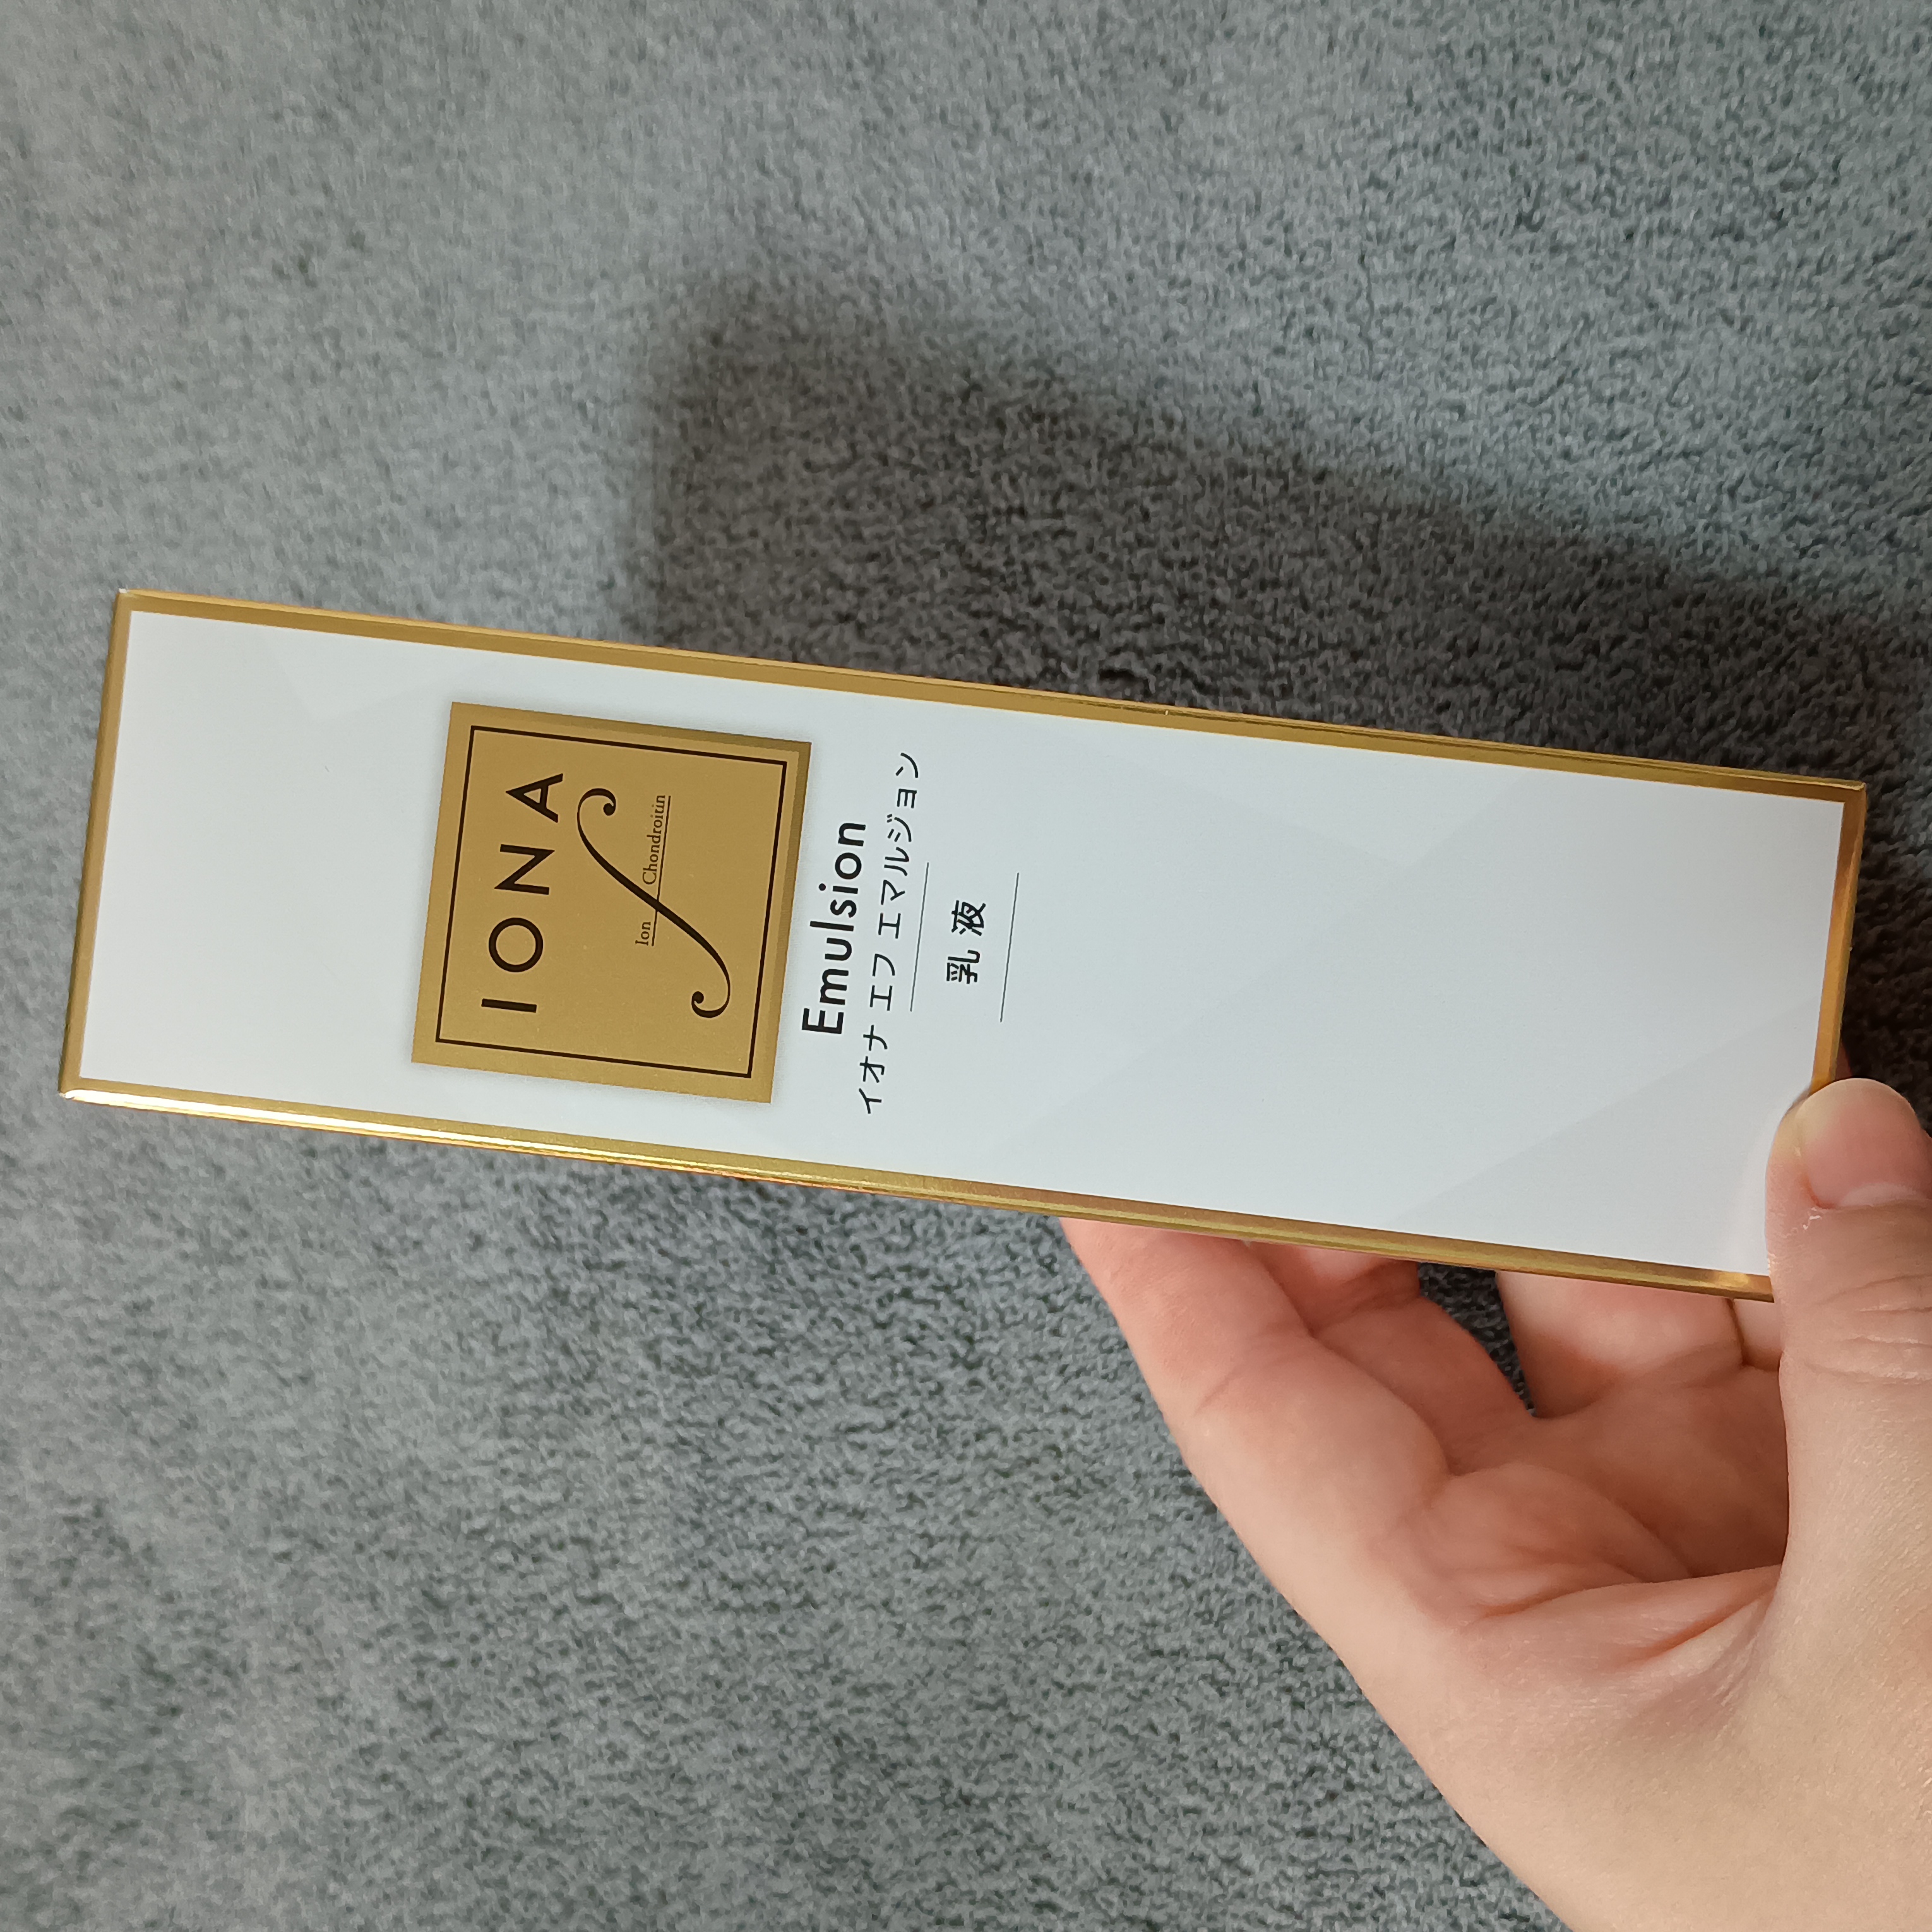 IONA
f
Ion Chondroitin
Emulsion
イオナ エフ エマルジョン
乳液